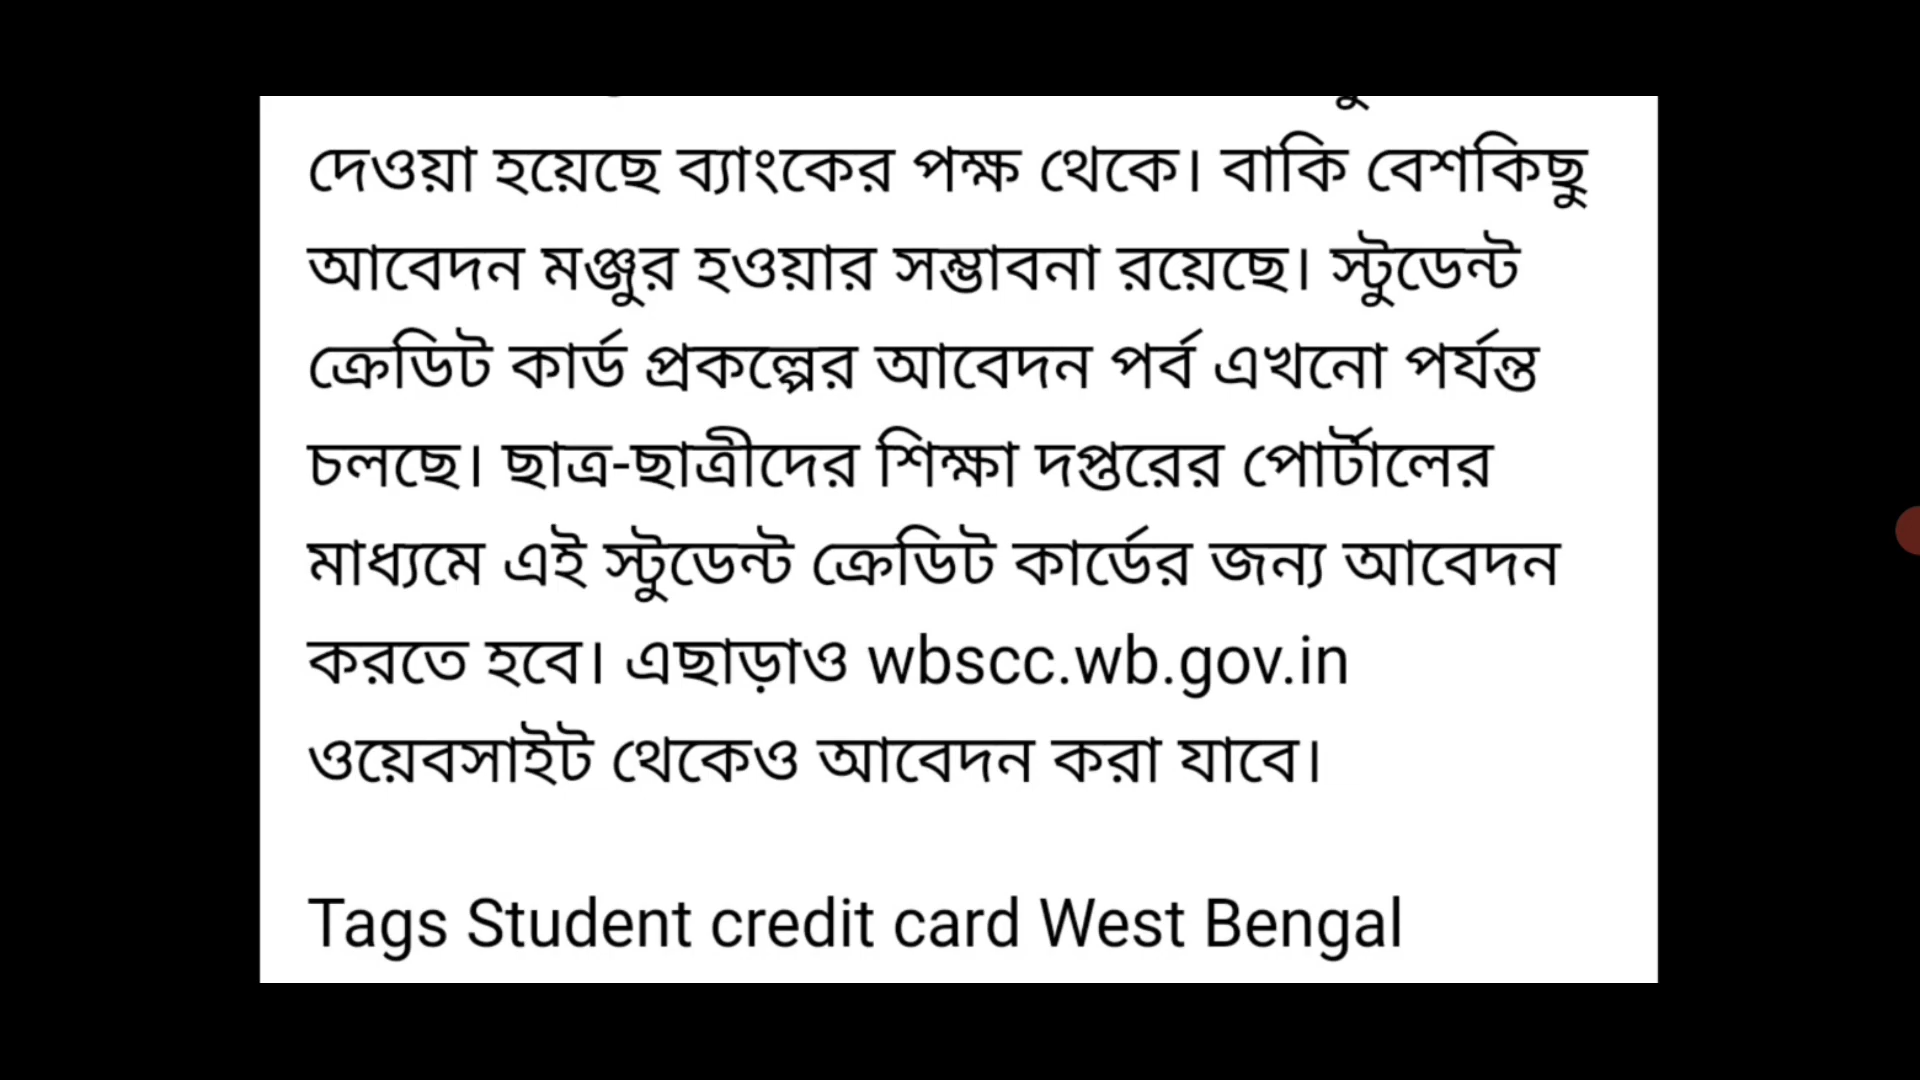 দেওয়া হয়েছে ব্যাংকের পক্ষ থেকে। বাকি বেশকিছু
আবেদন মঞ্জুর হওয়ার সম্ভাবনা রয়েছে। স্টুডেন্ট
ক্রেডিট কার্ড প্রকল্পের আবেদন পর্ব এখনো পর্যন্ত
চলছে। ছাত্র-ছাত্রীদের শিক্ষা দপ্তরের পোর্টালের
মাধ্যমে এই স্টুডেন্ট ক্রেডিট কার্ডের জন্য আবেদন
করতে হবে। এছাড়াও wbscc.wb.gov.in
ওয়েবসাইট থেকেও আবেদন করা যাবে।
Tags Student credit card West Bengal